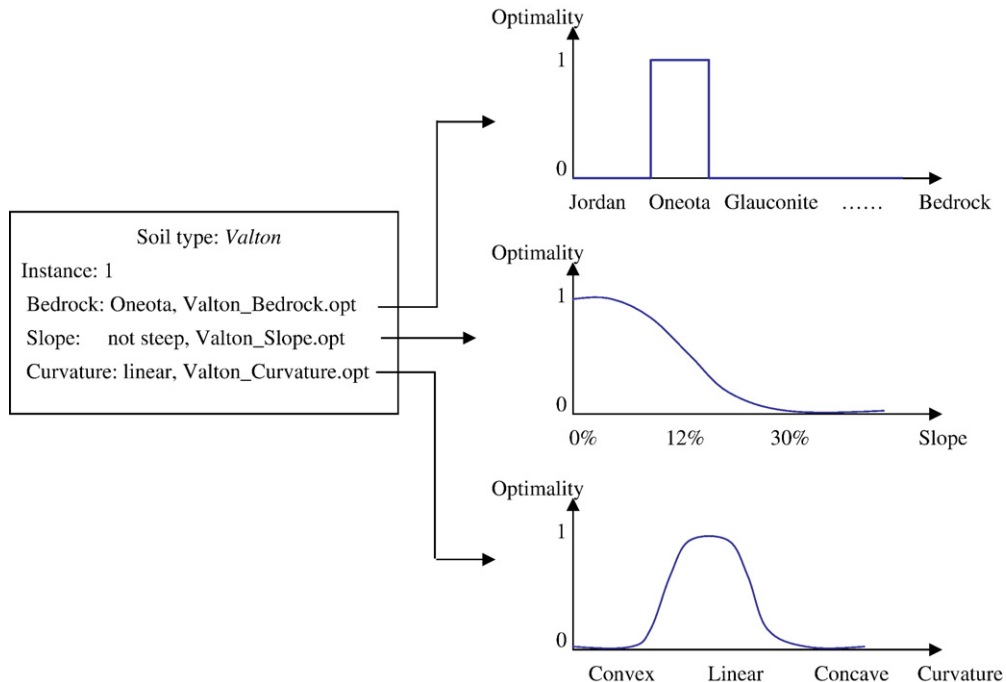 Soil type: Valton
Instance: 1
Bedrock: Oneota, Valton_Bedrock.opt
Slope: not steep, Valton_Slope.opt
Curvature: linear, Valton_Curvature.opt
Optimality
1
0
Jordan Oneota Glauconite …… Bedrock
Optimality
1
0
0% 12% 30% Slope
Optimality
1
0
Convex Linear Concave Curvature